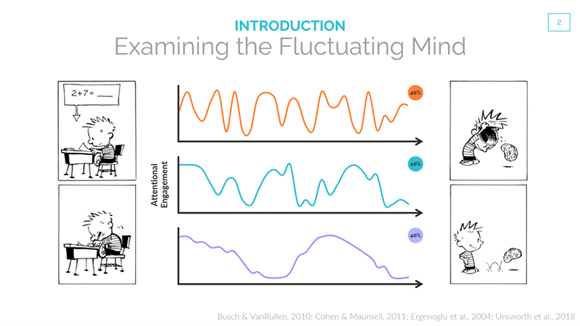 INTRODUCTION
2
Examining the Fluctuating Mind
2+7= __
Attentional
Engagement
40%
40%
40%
Busch & VanRullen, 2010; Cohen & Maunsell, 2011; Ergenoglu et al., 2004; Unsworth et al., 2018